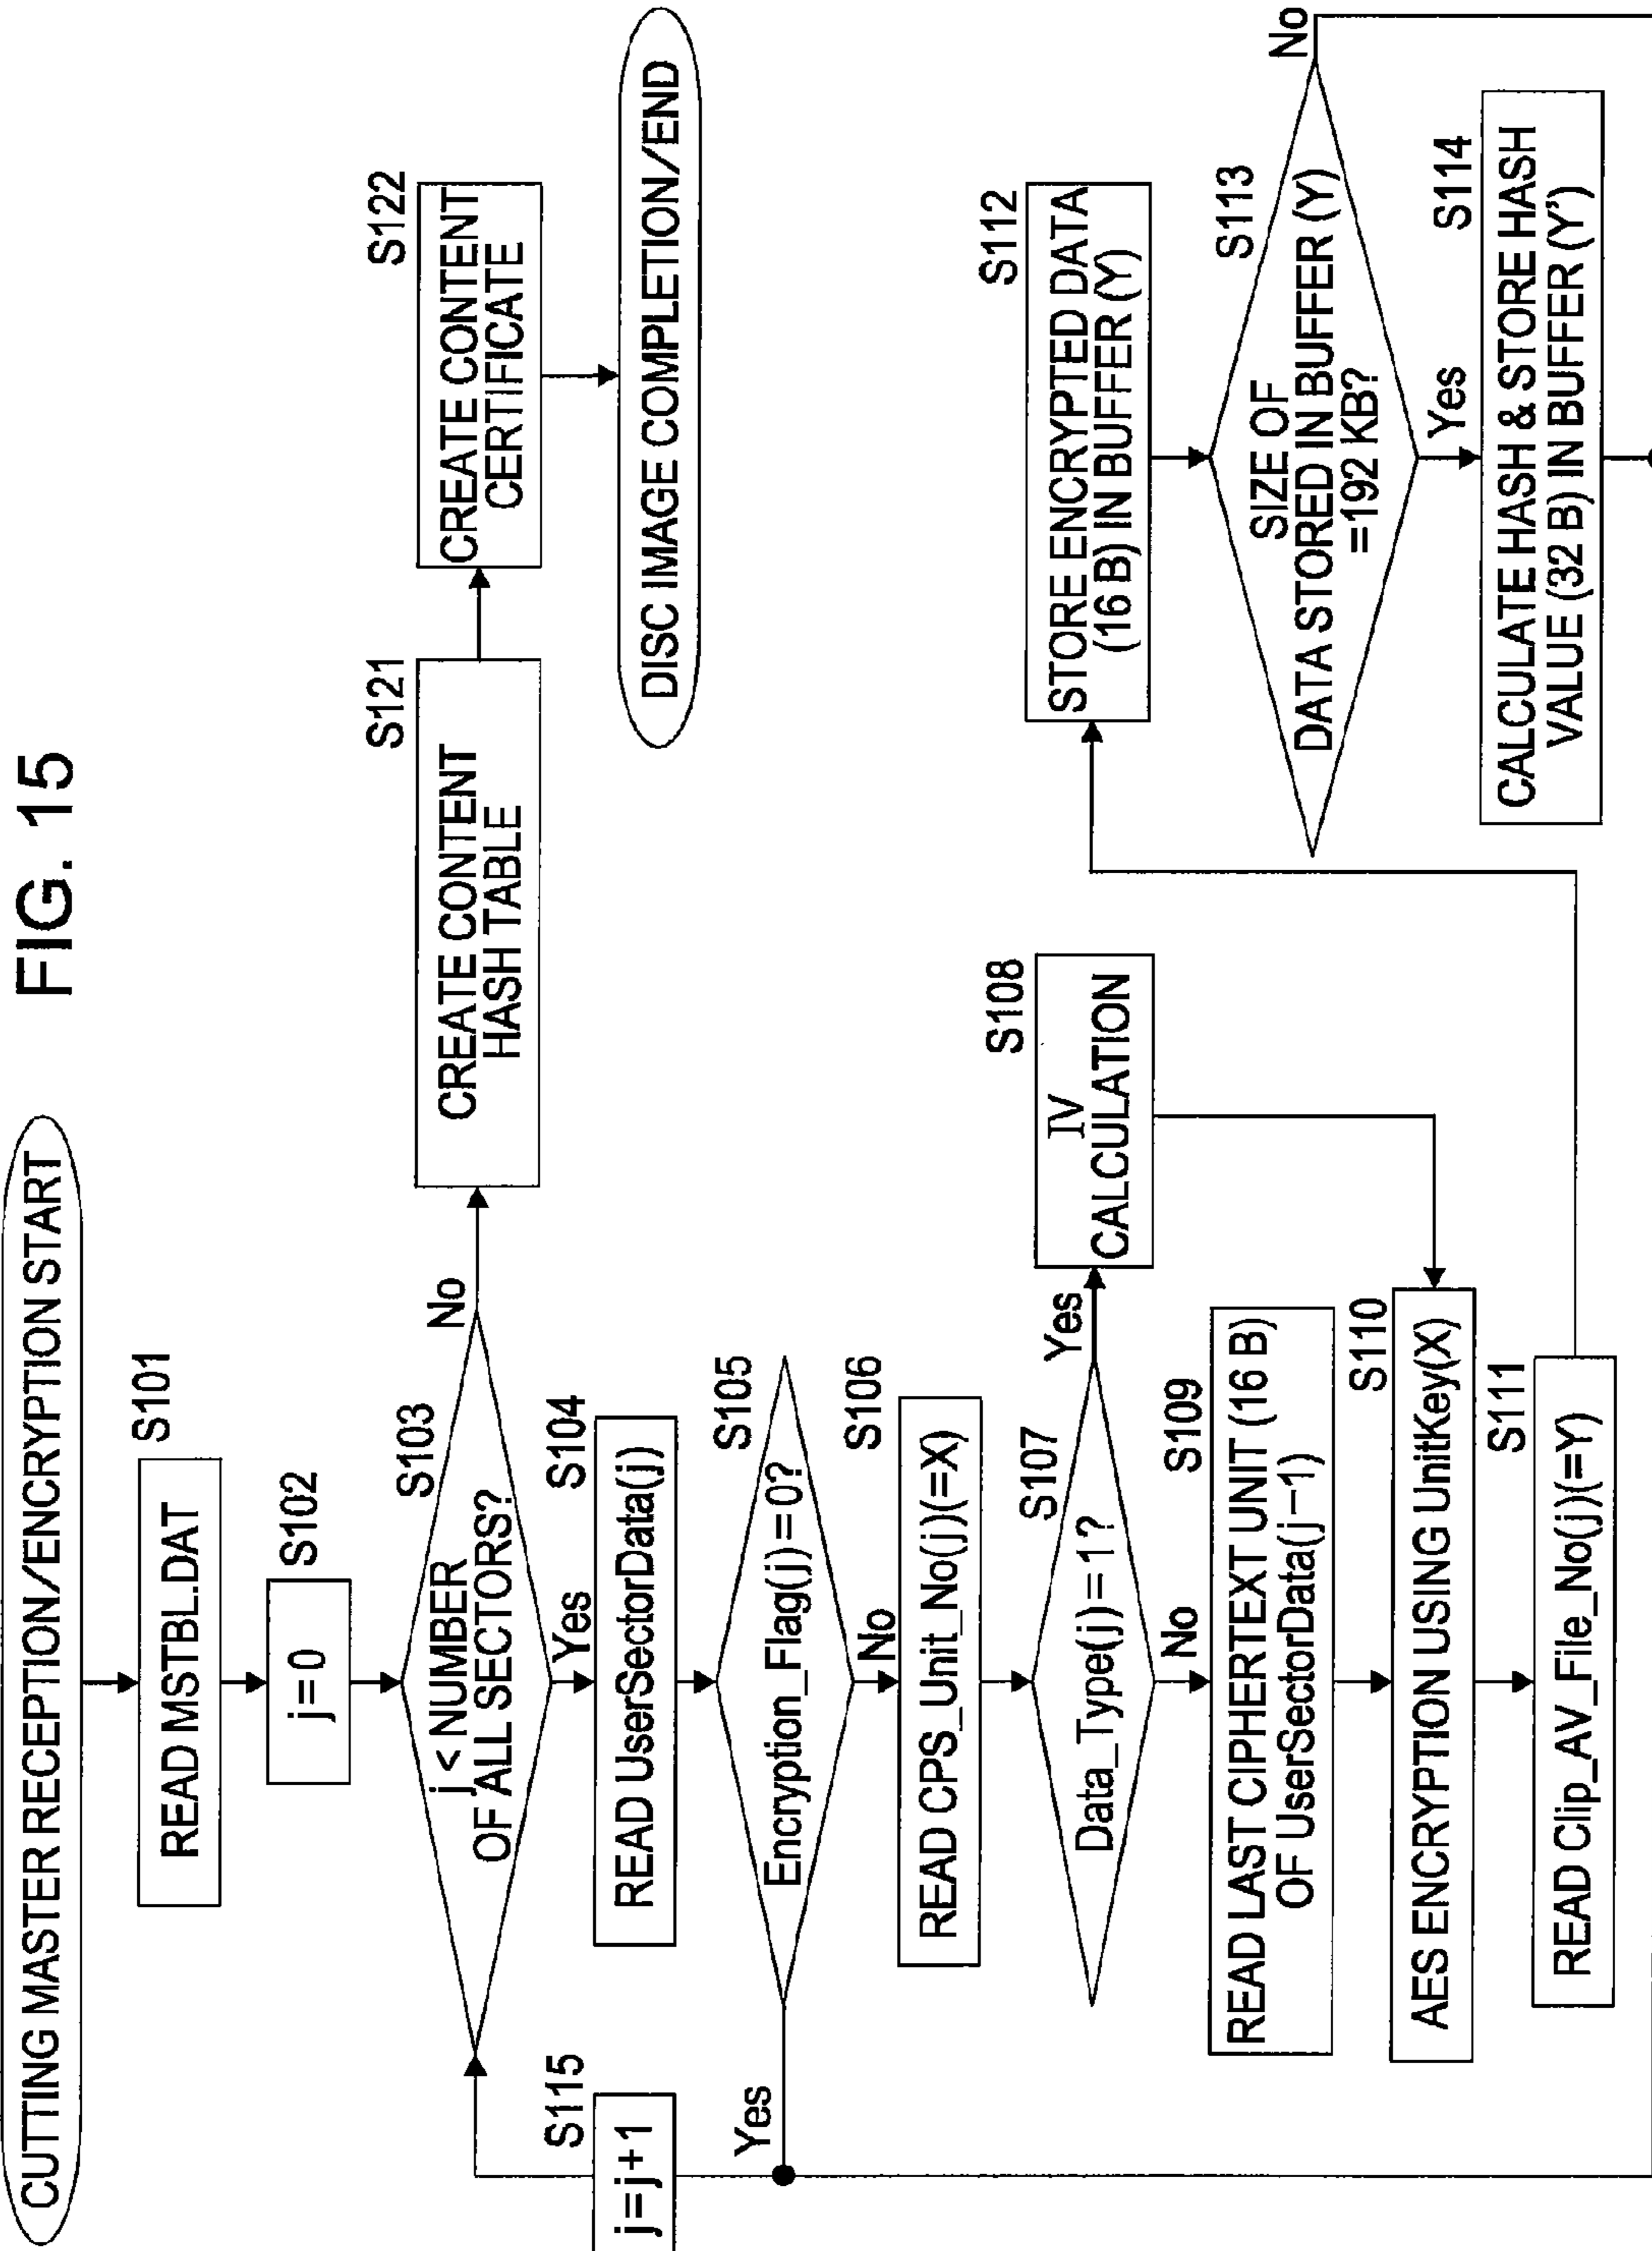 FIG. 15
CUTTING MASTER RECEPTION/ENCRYPTION START
S101
READ MSTBL.DAT
S102
j=0
S103
j < NUMBER
OF ALL SECTORS?
No
Yes
S104
READ UserSectorData(j)
S105
Encryption_Flag(j)=0?
Yes
No
S115
j=j+1
S106
READ CPS_Unit_No(j)(=X)
S107
Data_Type(j)=1?
Yes
No
S108
IV
CALCULATION
S109
READ LAST CIPHERTEXT UNIT (16 B)
OF UserSectorData(j-1)
S110
AES ENCRYPTION USING UnitKey(X)
S111
READ Clip_AV_File_No(j)(=Y)
S121
CREATE CONTENT
HASH TABLE
S122
CREATE CONTENT
CERTIFICATE
DISC IMAGE COMPLETION/END
S112
STORE ENCRYPTED DATA
(16 B) IN BUFFER (Y)
S113
SIZE OF
DATA STORED IN BUFFER (Y)
=192 KB?
No
Yes
S114
CALCULATE HASH & STORE HASH
VALUE (32 B) IN BUFFER (Y')